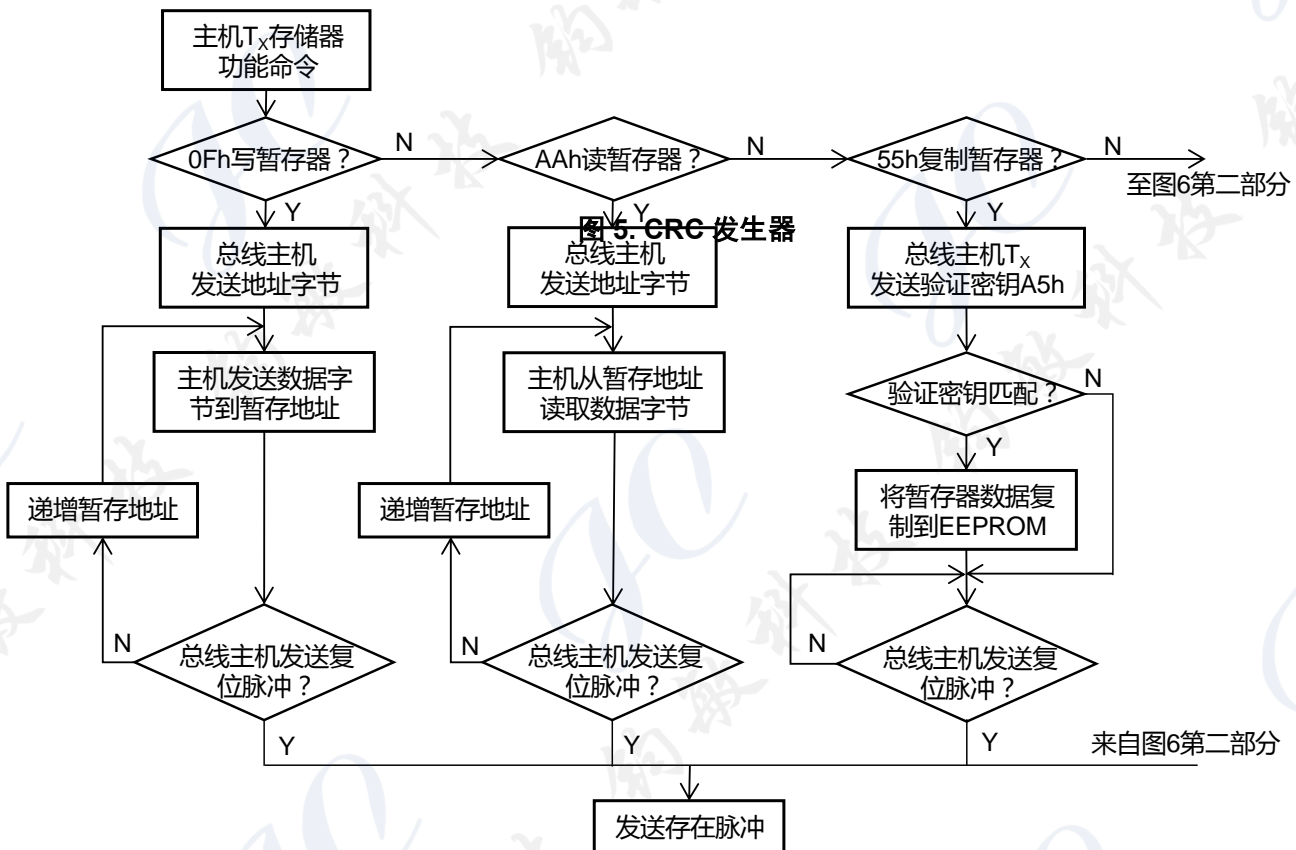 主机TX存储器
功能命令
0Fh写暂存器？
N
AAh读暂存器？
N
55h复制暂存器？
N
至图6第二部分
Y
Y
Y
图 5. CRC 发生器
总线主机
发送地址字节
总线主机
发送地址字节
总线主机TX
发送验证密钥A5h
主机发送数据字
节到暂存地址
主机从暂存地址
读取数据字节
验证密钥匹配？
N
Y
递增暂存地址
递增暂存地址
将暂存器数据复
制到EEPROM
N
总线主机发送复
位脉冲？
N
总线主机发送复
位脉冲？
N
总线主机发送复
位脉冲？
Y
Y
Y
来自图6第二部分
发送存在脉冲